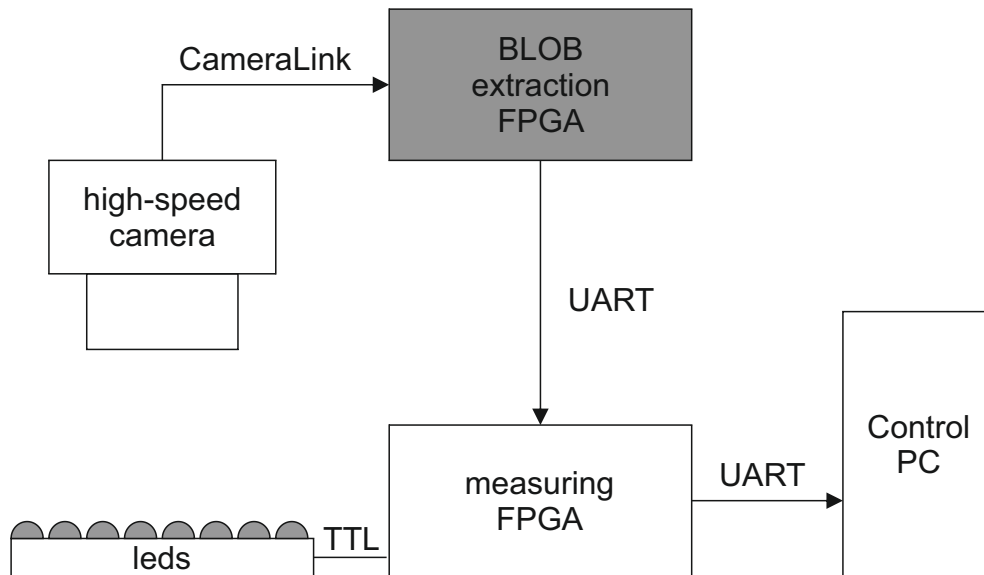 CameraLink
BLOB
extraction
FPGA
high-speed
camera
UART
measuring
FPGA
UART
Control
PC
TTL
leds